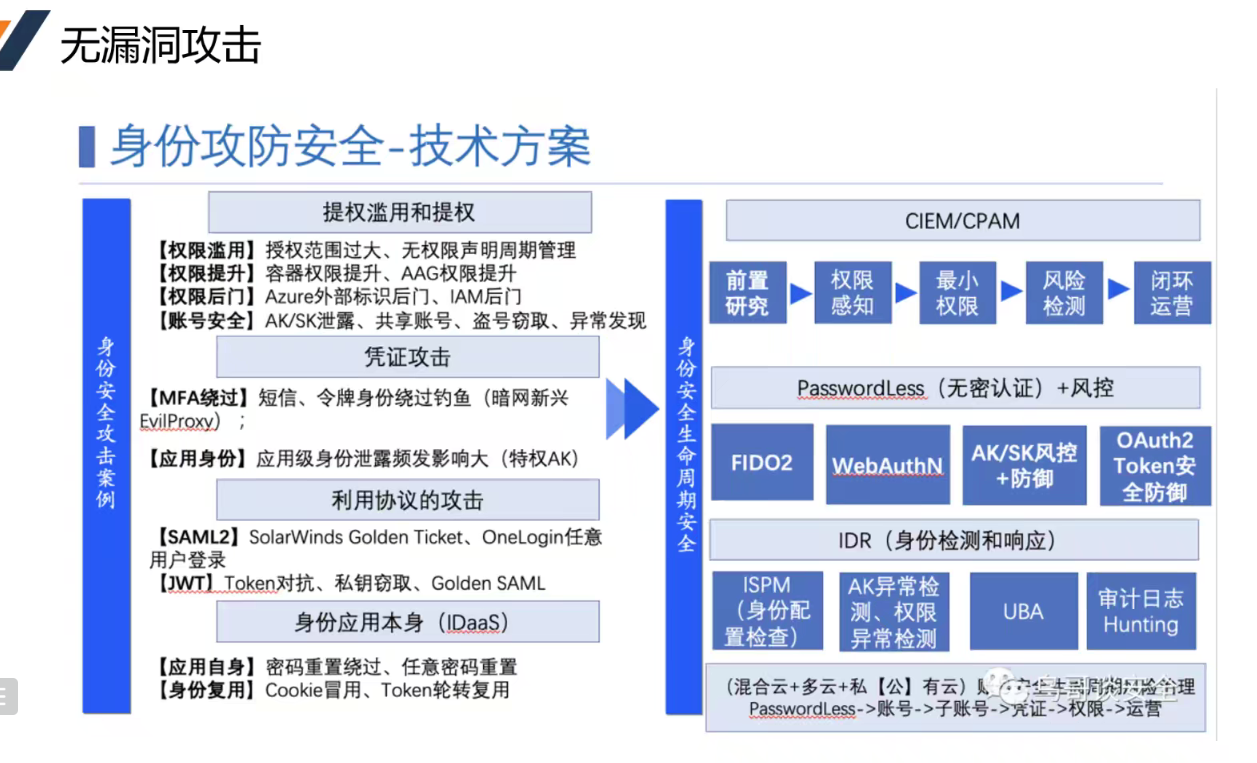 无漏洞攻击
身份攻防安全-技术方案
身份安全攻击案例
提权滥用和提权
【权限滥用】授权范围过大、无权限声明周期管理
【权限提升】容器权限提升、AAG权限提升
【权限后门】Azure外部标识后门、IAM后门
【账号安全】AK/SK泄露、共享账号、盗号窃取、异常发现
凭证攻击
【MFA绕过】短信、令牌身份绕过钓鱼（暗网新兴
EvilProxy）；
【应用身份】应用级身份泄露频发影响大（特权AK）
利用协议的攻击
【SAML2】SolarWinds Golden Ticket、OneLogin任意
用户登录
【JWT】Token对抗、私钥窃取、Golden SAML
身份应用本身（IDaaS）
【应用自身】密码重置绕过、任意密码重置
【身份复用】Cookie冒用、Token轮转复用
身份安全生命周期安全
CIEM/CPAM
前置
研究
权限
感知
最小
权限
风险
检测
闭环
运营
PasswordLess（无密认证）+风控
FIDO2
WebAuthN
AK/SK风控
+防御
OAuth2
Token安
全防御
IDR（身份检测和响应）
ISPM
（身份配
置检查）
AK异常检
测、权限
异常检测
UBA
审计日志
Hunting
（混合云+多云+私【公】有云）账
理
PasswordLess->账号->子账号->凭证->权限->运营
鸟哥谈安全